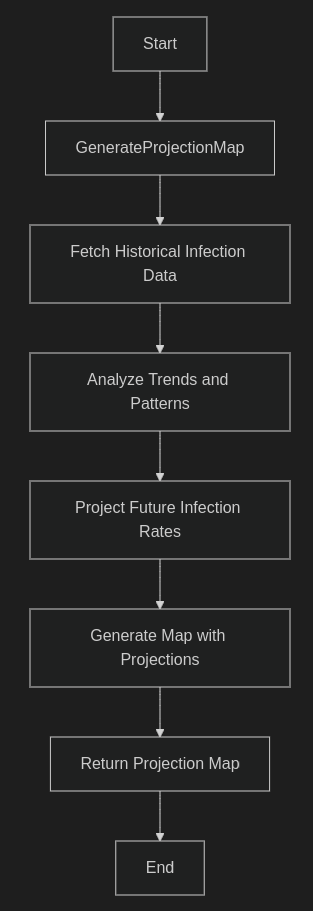 Start
GenerateProjectionMap
Fetch Historical Infection
Data
Analyze Trends and
Patterns
Project Future Infection
Rates
Generate Map with
Projections
Return Projection Map
End